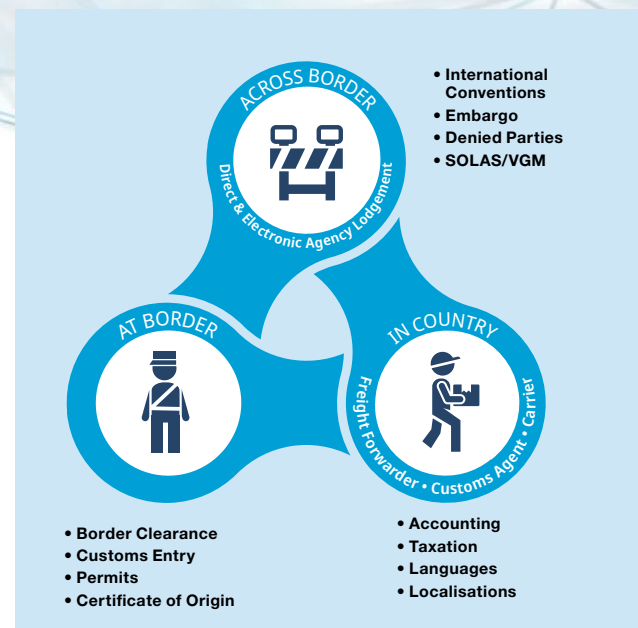 ACROSS BORDER
Direct & Electronic Agency Lodgement
• International
Conventions
• Embargo
• Denied Parties
• SOLAS/VGM
AT BORDER
IN COUNTRY
Freight Forwarder • Customs Agent • Carrier
• Border Clearance
• Customs Entry
• Permits
• Certificate of Origin
• Accounting
• Taxation
• Languages
• Localisations